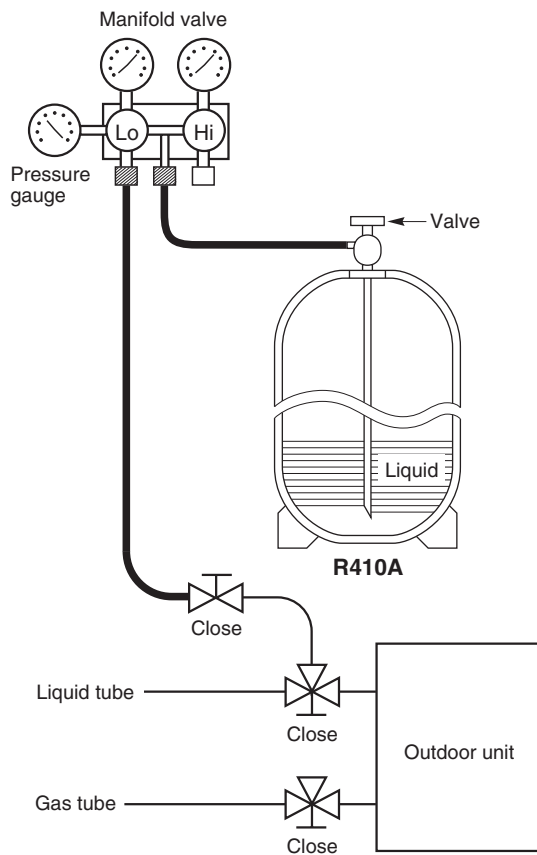 Manifold valve
Lo
Hi
Pressure
gauge
Valve
Liquid
R410A
Close
Liquid tube
Close
Outdoor unit
Gas tube
Close